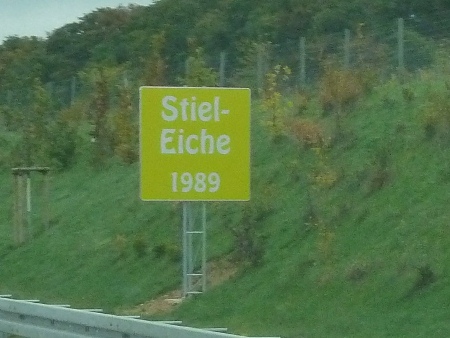 Stiel-
Eiche
1989